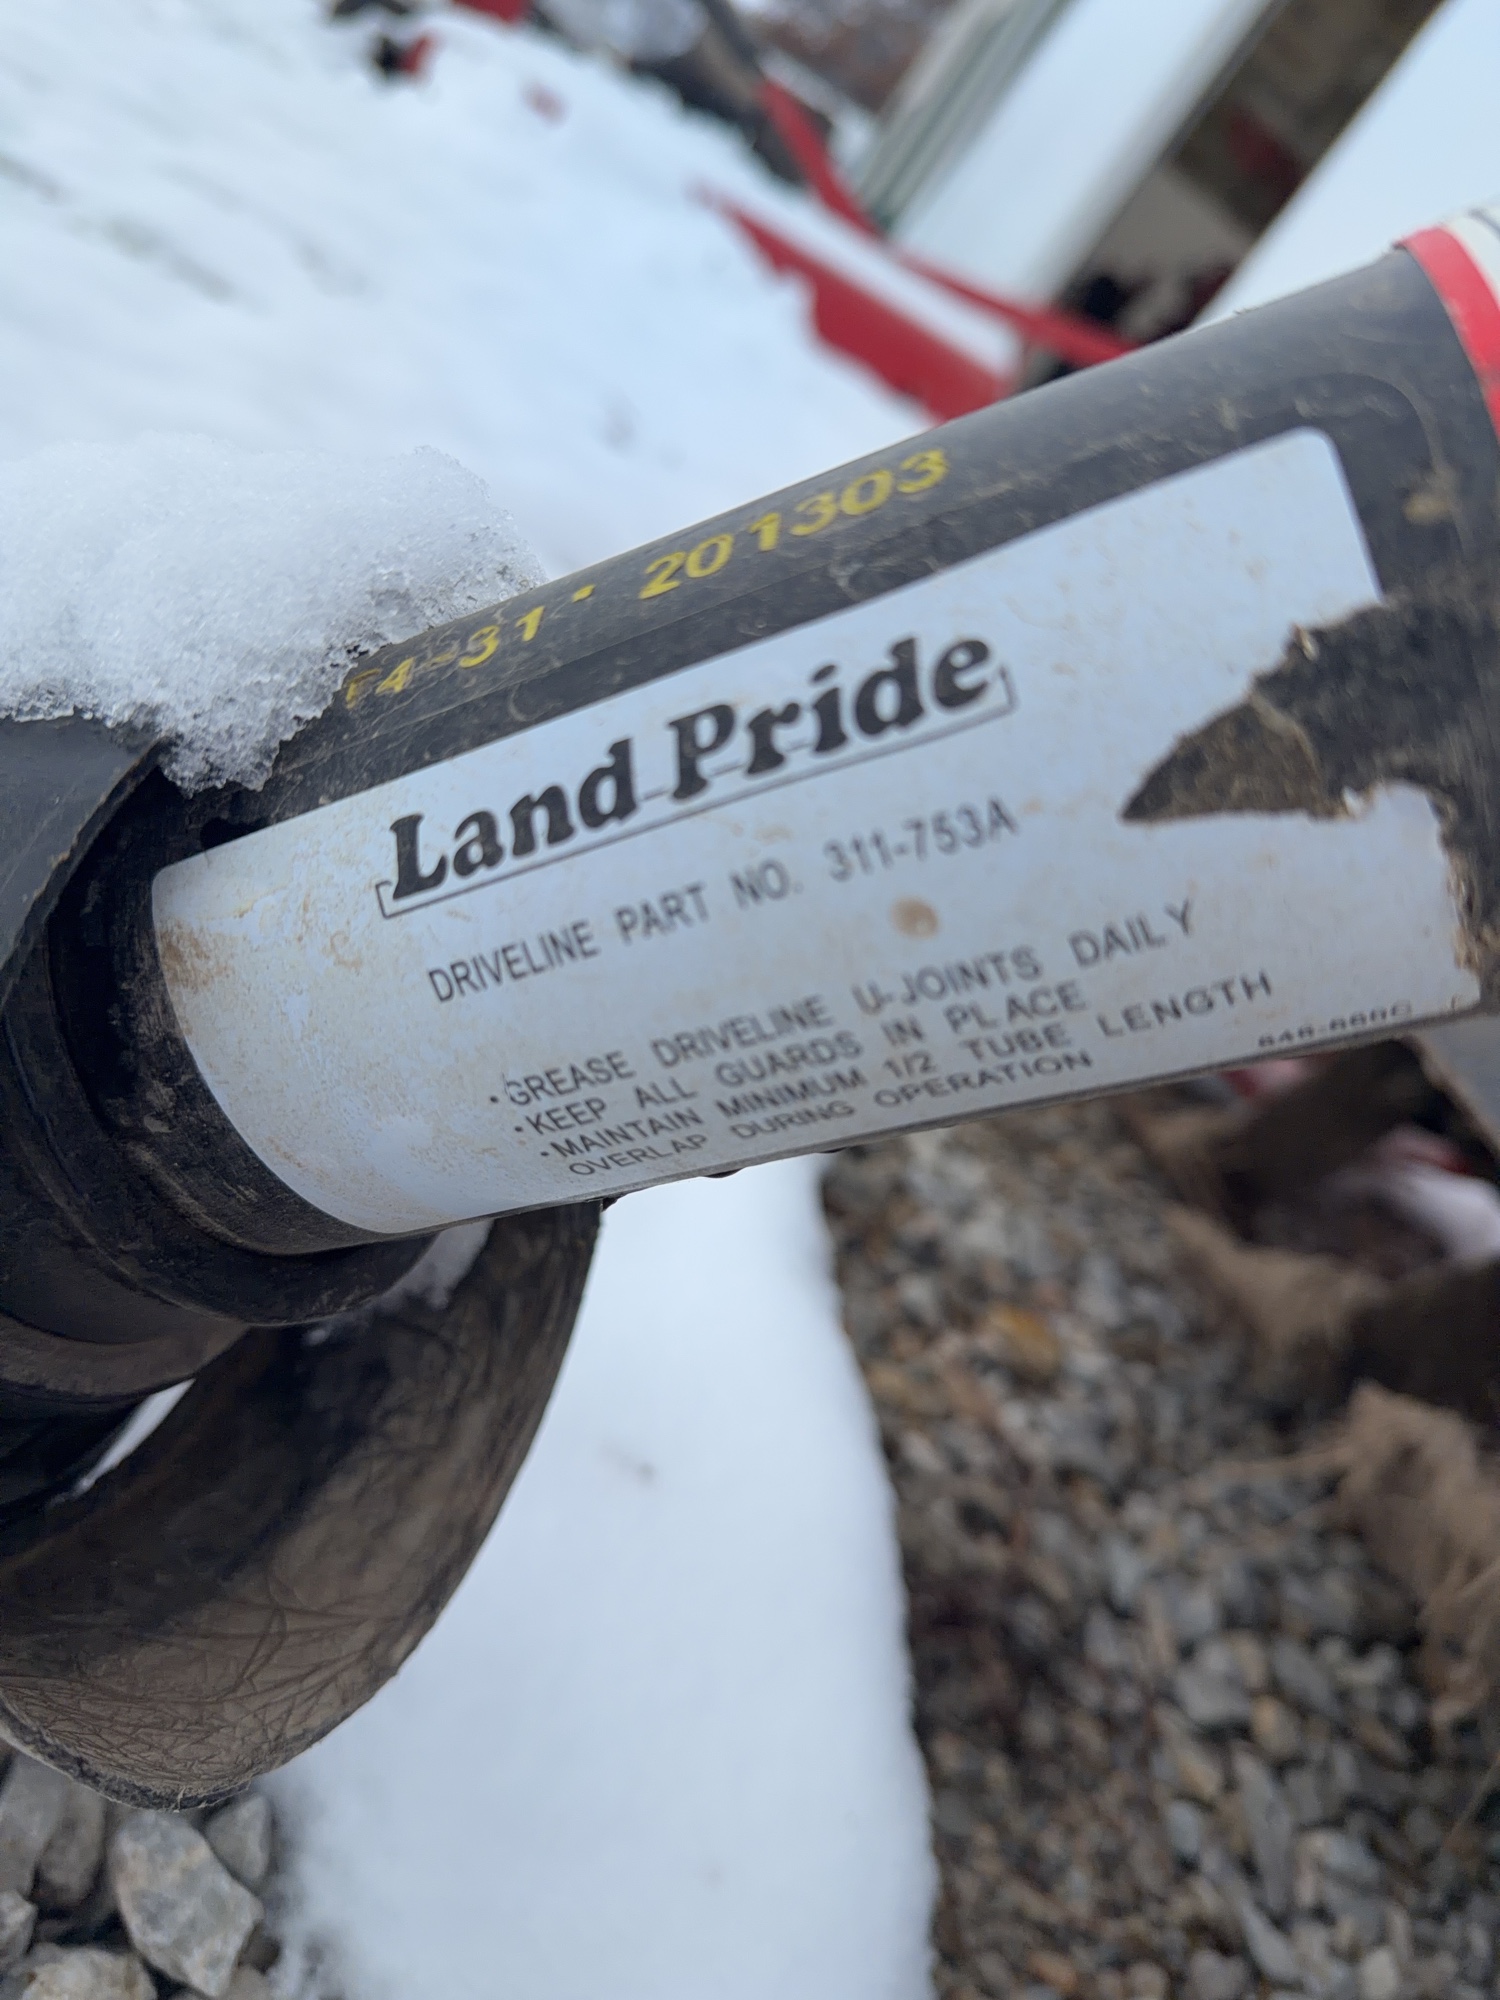 F4-31 • 201303
Land Pride
DRIVELINE PART NO. 311-753A
• GREASE DRIVELINE U-JOINTS DAILY
• KEEP ALL GUARDS IN PLACE
• MAINTAIN MINIMUM 1/2 TUBE LENGTH
OVERLAP DURING OPERATION